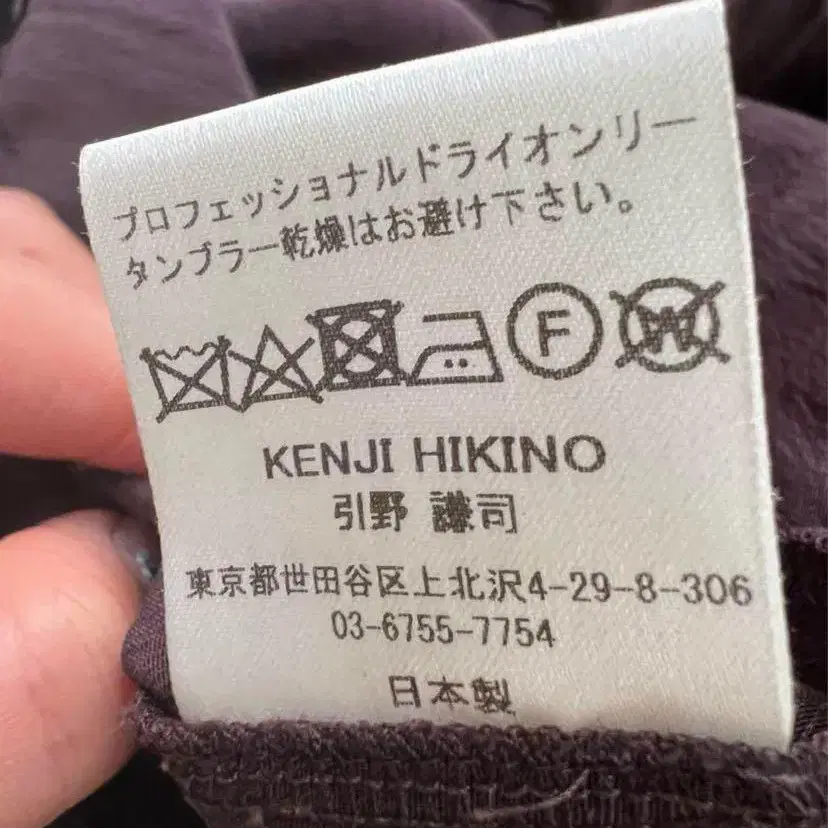 プロフェッショナルドライオンリー
タンブラー乾燥はお避け下さい。
F W
KENJI HIKINO
引野 謙司
東京都世田谷区上北沢4-29-8-306
03-6755-7754
日本製